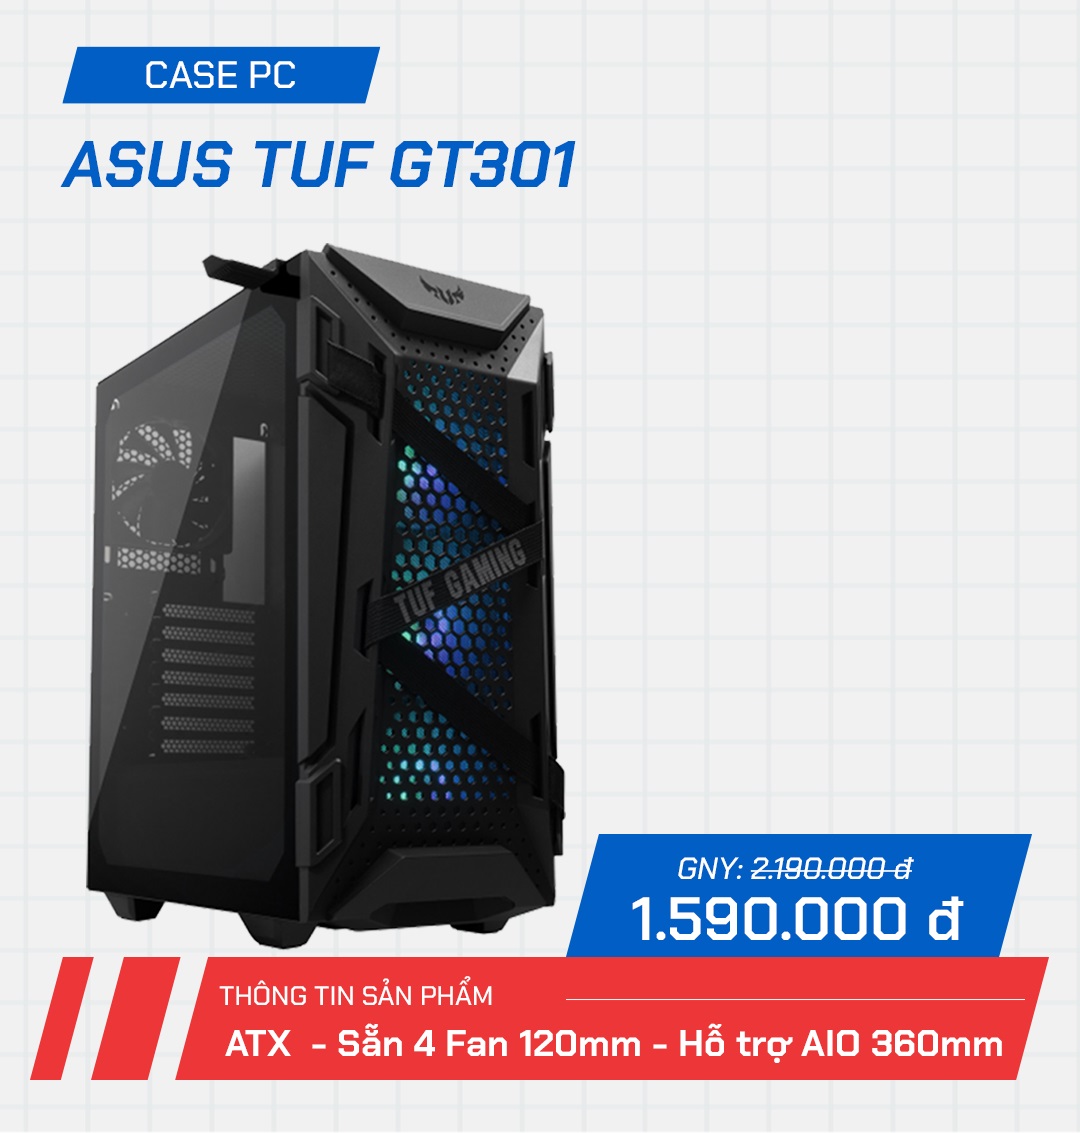 CASE PC
ASUS TUF GT301
TUF
TUF GAMING
GNY: 2.190.000 đ
1.590.000 đ
THÔNG TIN SẢN PHẨM
ATX - Sẵn 4 Fan 120mm - Hỗ trợ AIO 360mm